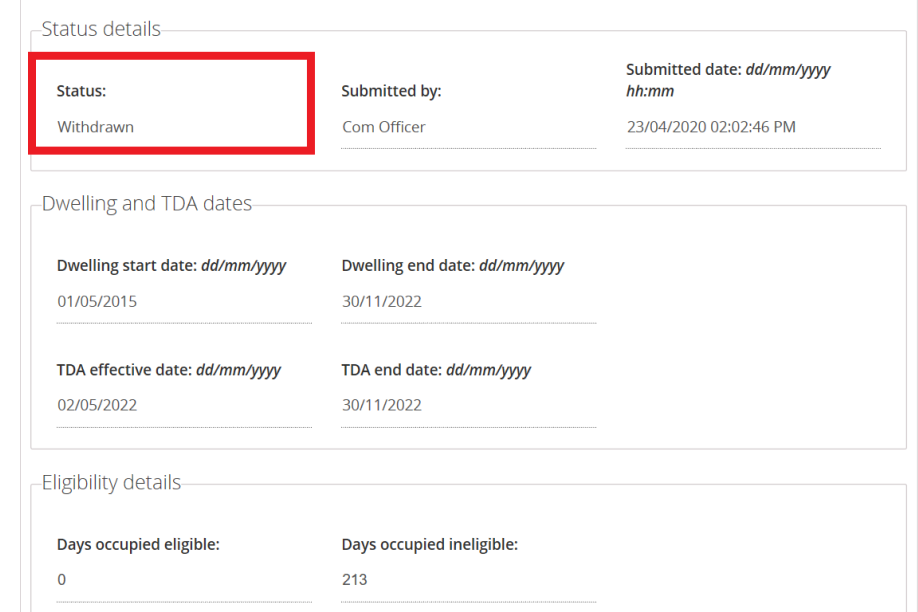 Status details
Status:
Submitted by:
Submitted date: dd/mm/yyyy
hh:mm
Withdrawn
Com Officer
23/04/2020 02:02:46 PM
Dwelling and TDA dates
Dwelling start date: dd/mm/yyyy
Dwelling end date: dd/mm/yyyy
01/05/2015
30/11/2022
TDA effective date: dd/mm/yyyy
TDA end date: dd/mm/yyyy
02/05/2022
30/11/2022
Eligibility details
Days occupied eligible:
Days occupied ineligible:
0
213